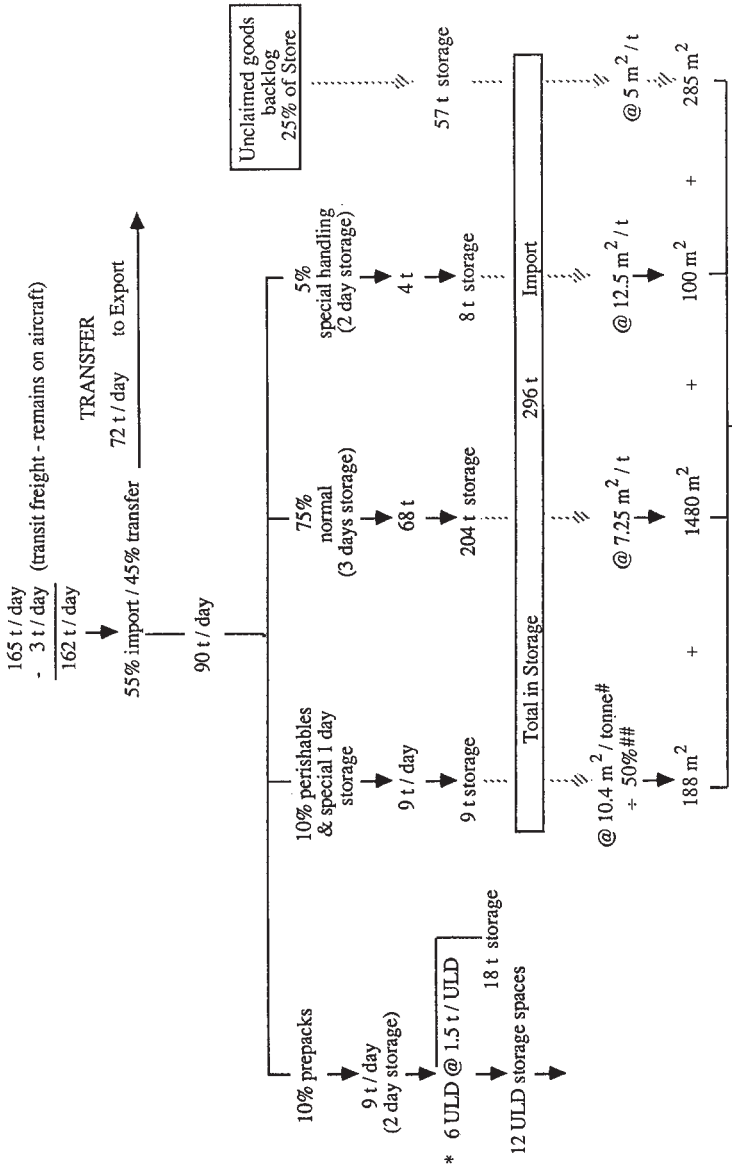 165 t / day
- 3 t / day (transit freight - remains on aircraft)
162 t / day
TRANSFER
55% import / 45% transfer
72 t / day to Export
90 t / day
10% prepacks
9 t / day
(2 day storage)
* 6 ULD @ 1.5 t / ULD
18 t storage
12 ULD storage spaces
10% perishables
& special 1 day
storage
9 t / day
9 t storage
75%
normal
(3 days storage)
68 t
204 t storage
5%
special handling
(2 day storage)
4 t
8 t storage
Unclaimed goods
backlog
25% of Store
57 t storage
Total in Storage 296 t Import
@ 10.4 m² / tonne#
÷ 50%##
@ 7.25 m² / t
@ 12.5 m² / t
@ 5 m² / t
188 m² + 1480 m² + 100 m² + 285 m²